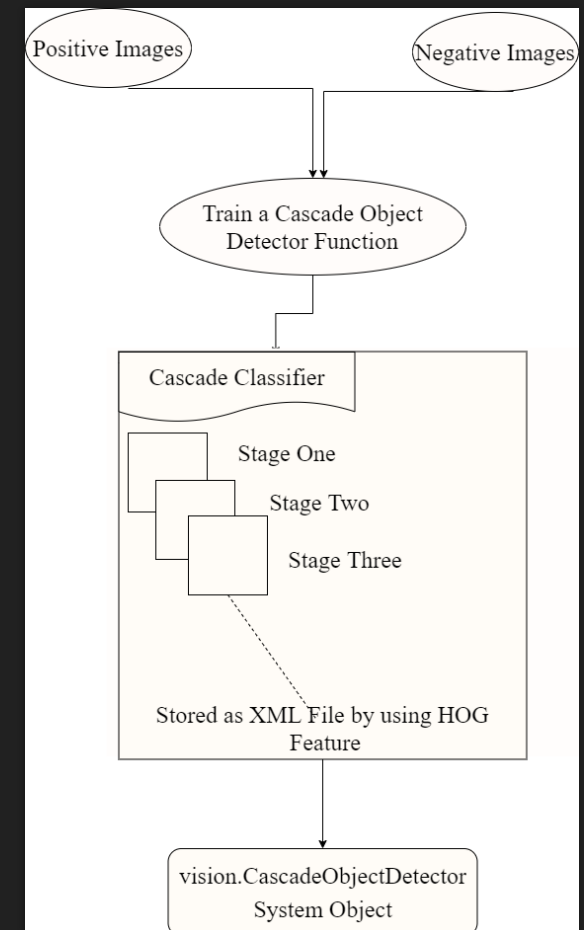 Positive Images
Negative Images
Train a Cascade Object
Detector Function
Cascade Classifier
Stage One
Stage Two
Stage Three
Stored as XML File by using HOG
Feature
vision.CascadeObjectDetector
System Object